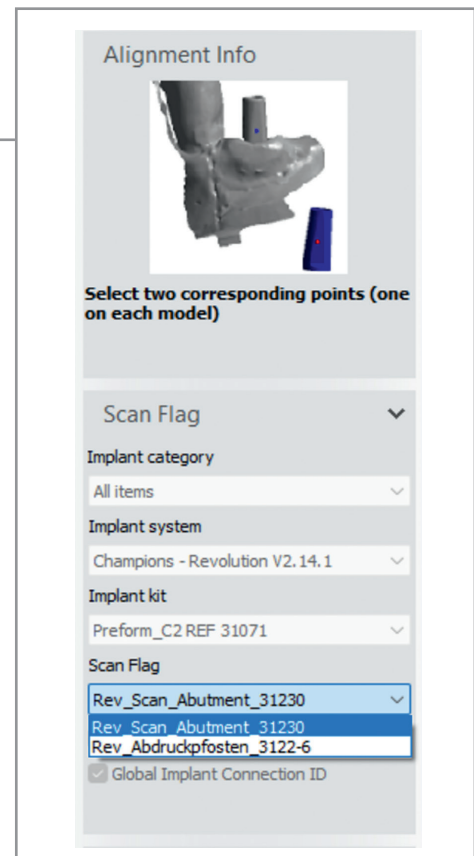 Alignment Info
Select two corresponding points (one
on each model)
Scan Flag
Implant category
All items
Implant system
Champions - Revolution V2.14.1
Implant kit
Preform_C2 REF 31071
Scan Flag
Rev_Scan_Abutment_31230
Rev_Scan_Abutment_31230
Rev_Abdruckpfosten_3122-6
Global Implant Connection ID